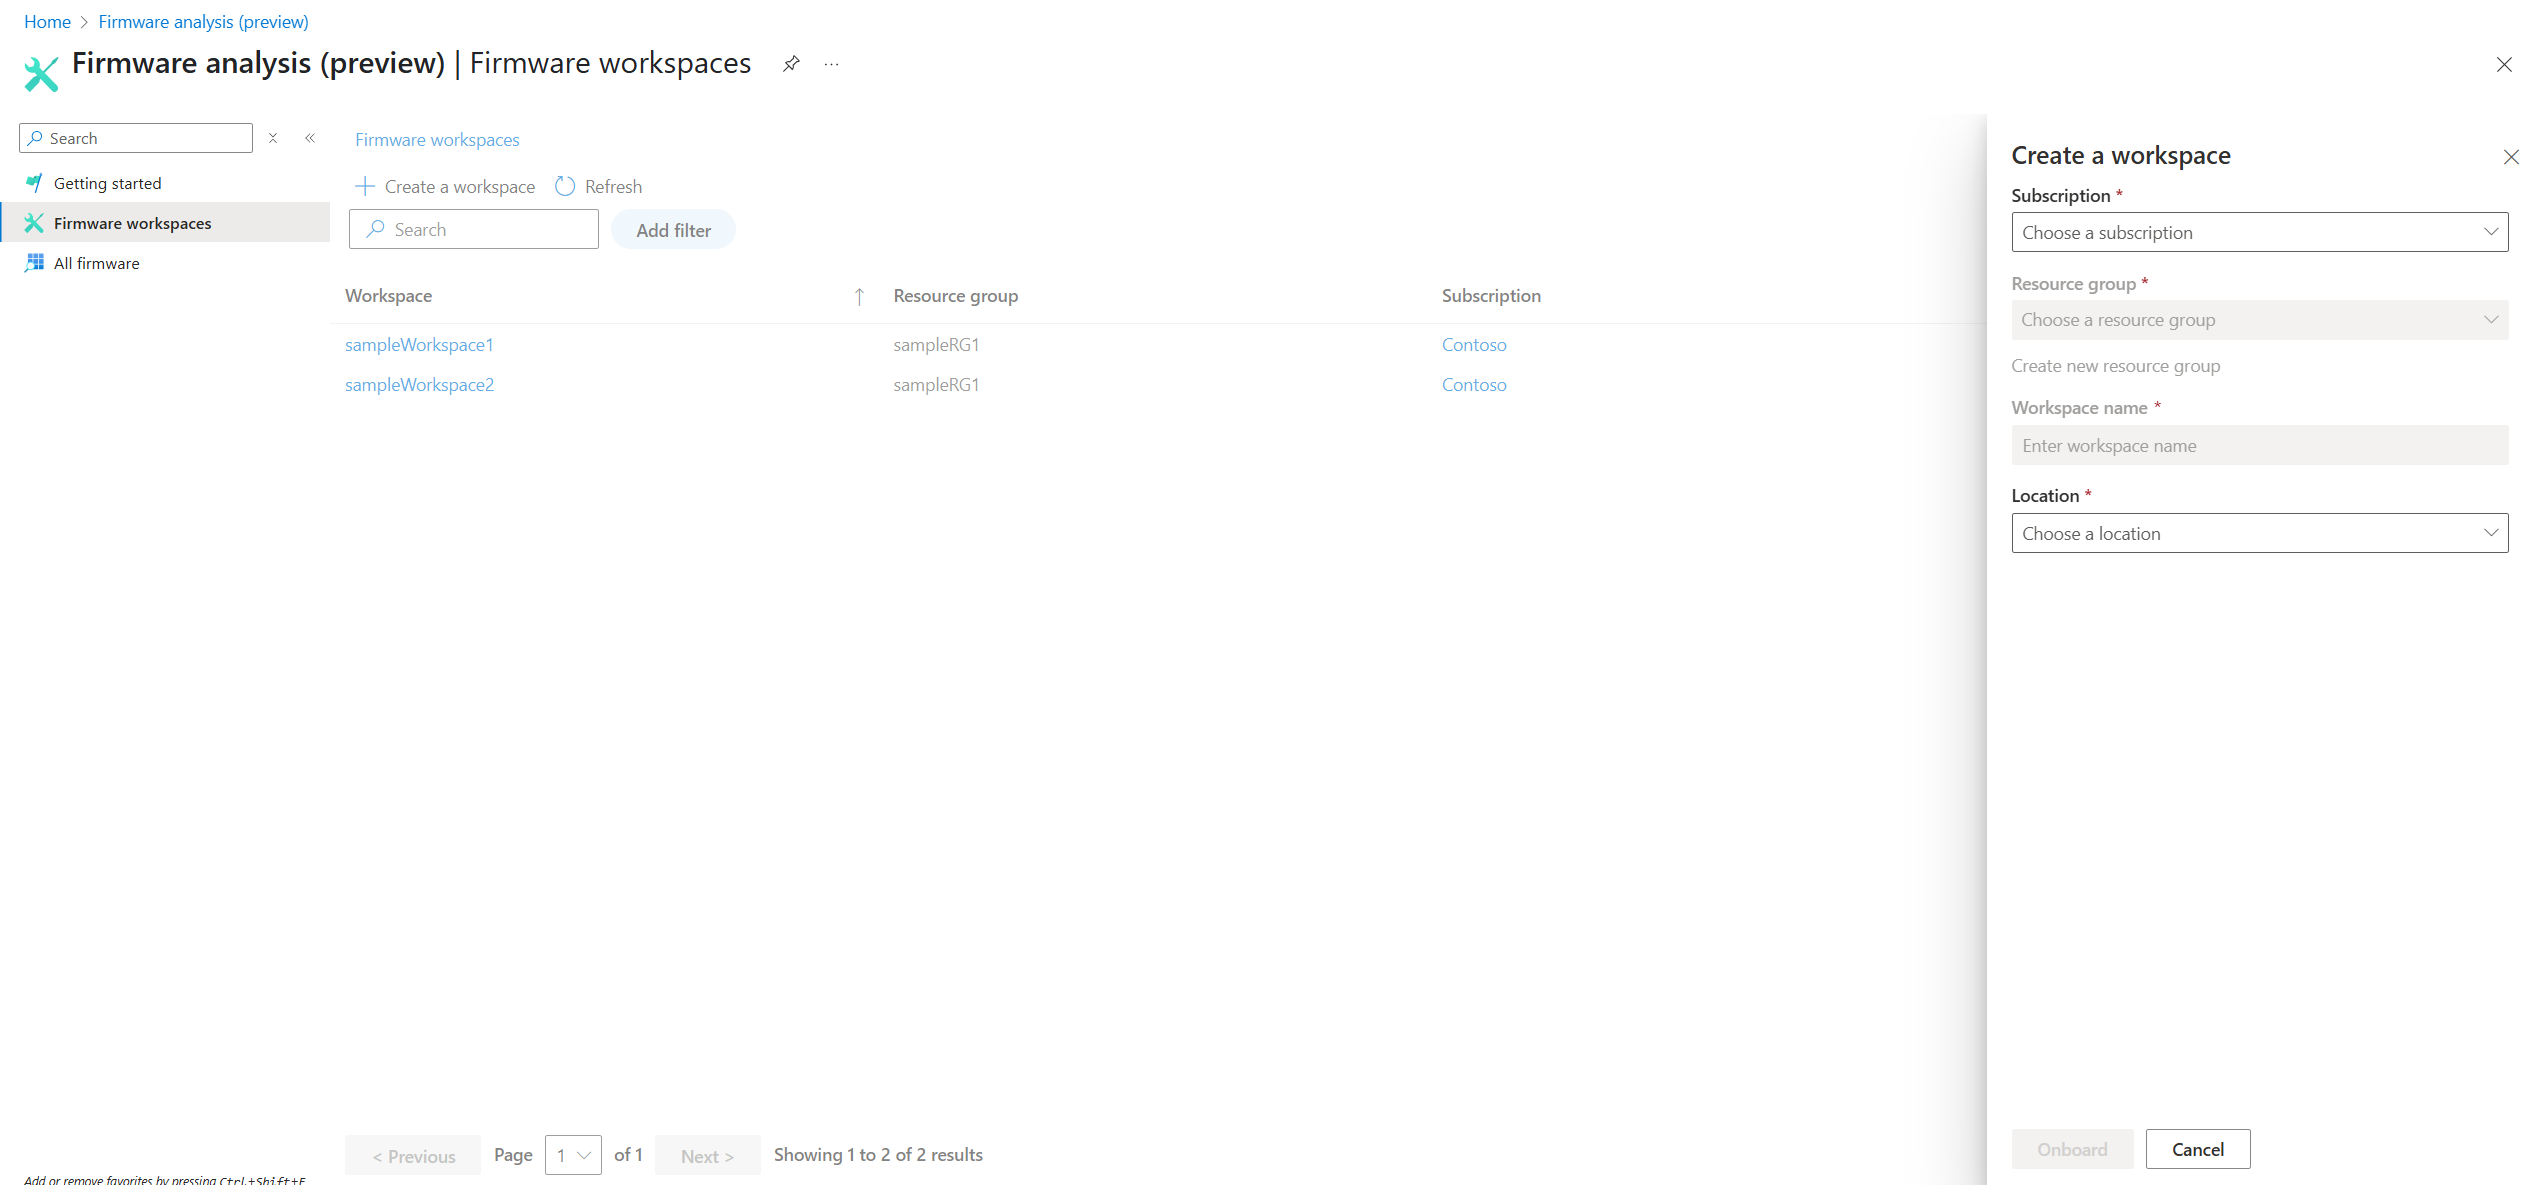 Home > Firmware analysis (preview)
Firmware analysis (preview) | Firmware workspaces
Search
Getting started
Firmware workspaces
All firmware
Firmware workspaces
Create a workspace Refresh
Search Add filter
Workspace ↑ Resource group Subscription
sampleWorkspace1 sampleRG1 Contoso
sampleWorkspace2 sampleRG1 Contoso
< Previous Page 1 of 1 Next > Showing 1 to 2 of 2 results
Add or remove favorites by pressing Ctrl+Shift+F
Create a workspace
Subscription *
Choose a subscription
Resource group *
Choose a resource group
Create new resource group
Workspace name *
Enter workspace name
Location *
Choose a location
Onboard Cancel